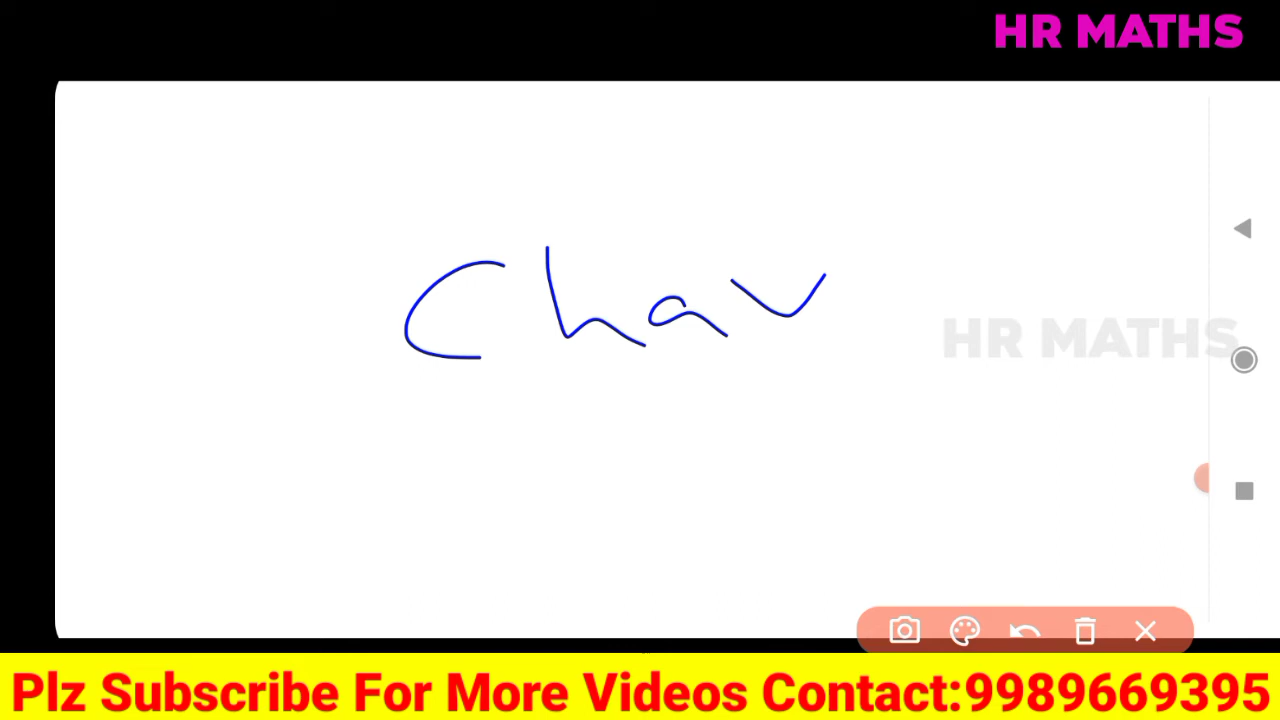 HR MATHS
Chav
HR MATHS
Plz Subscribe For More Videos Contact:9989669395